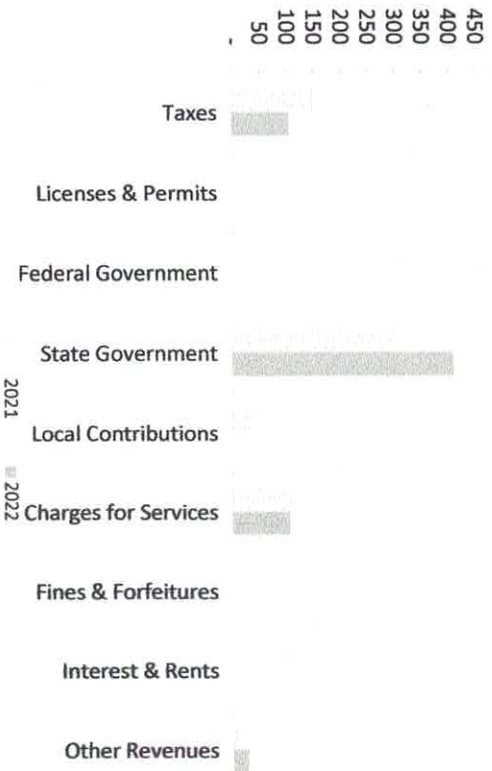 450
400
350
300
250
200
150
100
50
-
Taxes
Licenses & Permits
Federal Government
State Government
Local Contributions
Charges for Services
Fines & Forfeitures
Interest & Rents
Other Revenues
2021
2022